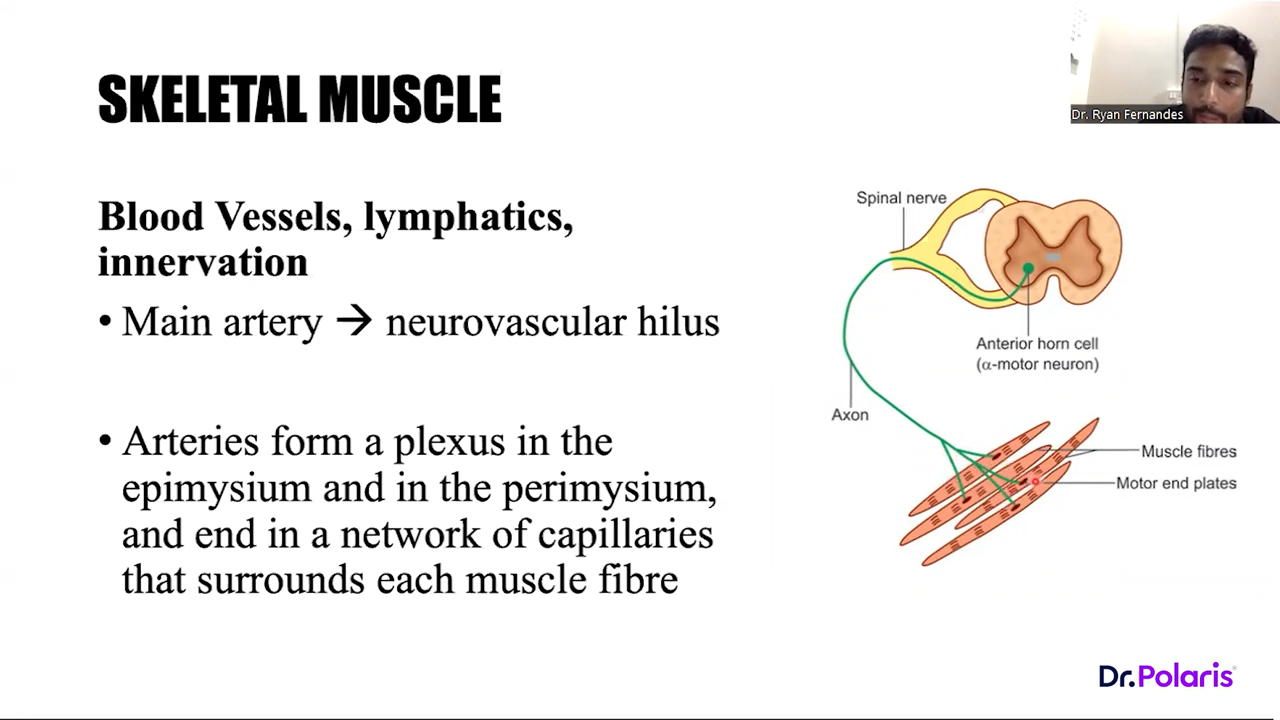 SKELETAL MUSCLE
Dr. Ryan Fernandes
Blood Vessels, lymphatics,
innervation
• Main artery → neurovascular hilus
• Arteries form a plexus in the
epimysium and in the perimysium,
and end in a network of capillaries
that surrounds each muscle fibre
Spinal nerve
Anterior horn cell
(α-motor neuron)
Axon
Muscle fibres
Motor end plates
Dr.Polaris